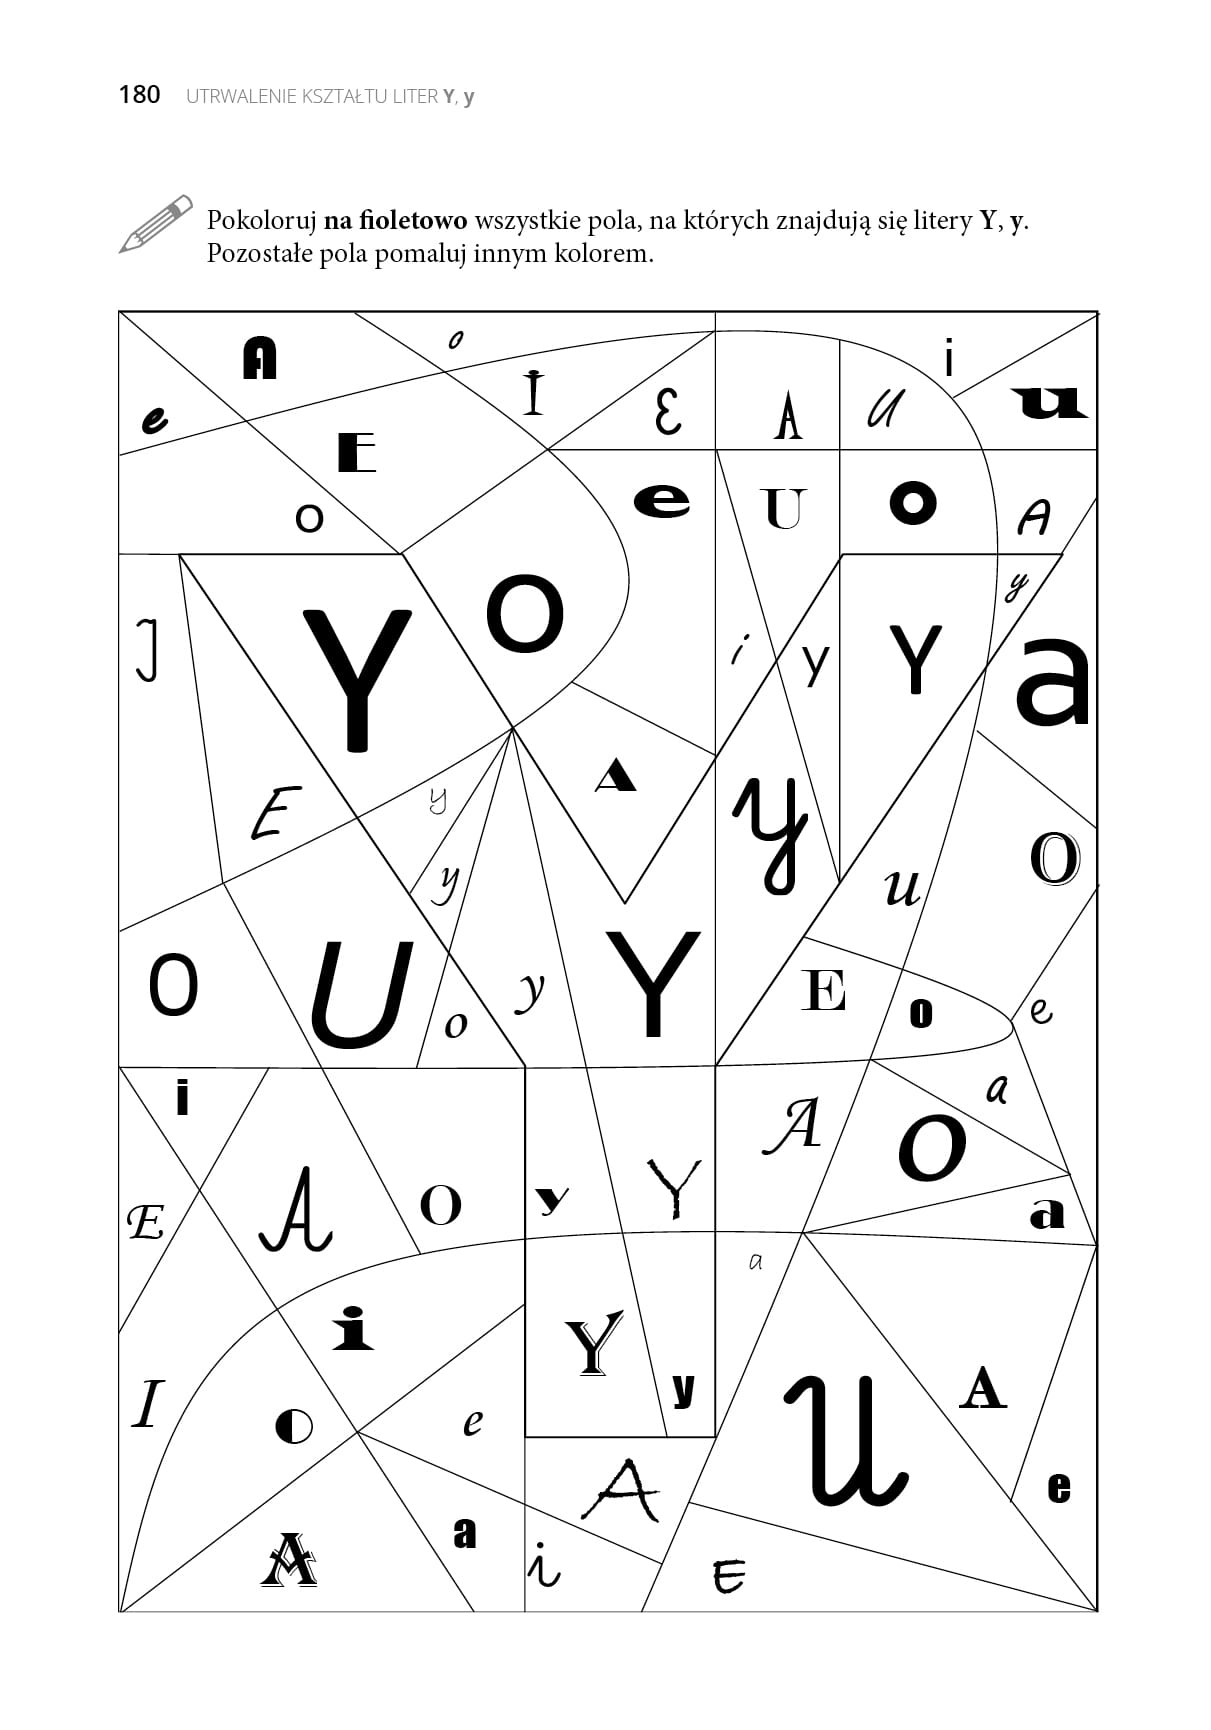 180 UTRWALENIE KSZTAŁTU LITER Y, y
Pokoloruj na fioletowo wszystkie pola, na których znajdują się litery Y, y.
Pozostałe pola pomaluj innym kolorem.
A o i
e I E A U u
E
o e U O A
Y O y
I i y Y a
E y A y
y u O
O U y Y E o e
o
i A a
E A O y Y O a
a
i Y
I O e y U A
A a i A E e